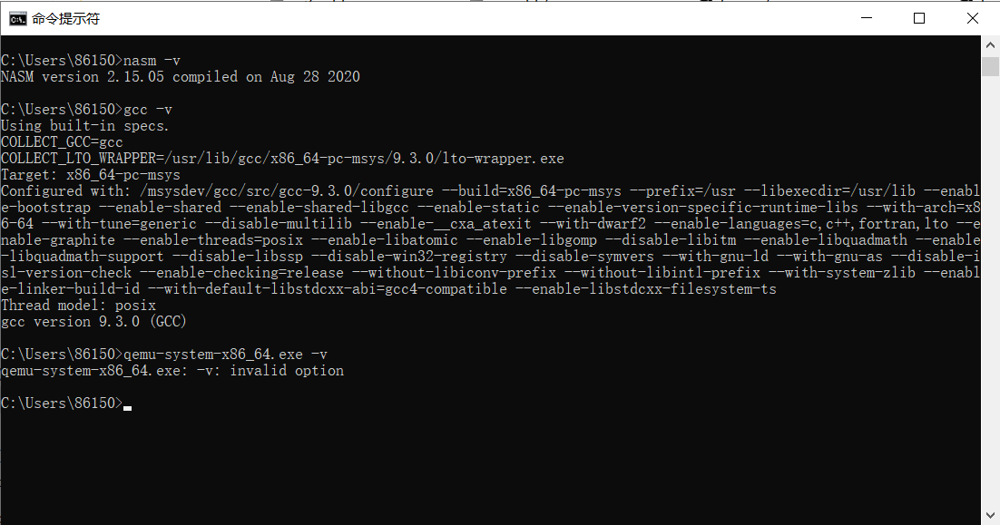 命令提示符
C:\Users\86150>nasm -v
NASM version 2.15.05 compiled on Aug 28 2020
C:\Users\86150>gcc -v
Using built-in specs.
COLLECT_GCC=gcc
COLLECT_LTO_WRAPPER=/usr/lib/gcc/x86_64-pc-msys/9.3.0/lto-wrapper.exe
Target: x86_64-pc-msys
Configured with: /msysdev/gcc/src/gcc-9.3.0/configure --build=x86_64-pc-msys --prefix=/usr --libexecdir=/usr/lib --enabl
e-bootstrap --enable-shared --enable-shared-libgcc --enable-static --enable-version-specific-runtime-libs --with-arch=x8
6-64 --with-tune=generic --disable-multilib --enable-__cxa_atexit --with-dwarf2 --enable-languages=c,c++,fortran,lto --e
nable-graphite --enable-threads=posix --enable-libatomic --enable-libgomp --disable-libitm --enable-libquadmath --enable
-libquadmath-support --disable-libssp --disable-win32-registry --disable-symvers --with-gnu-ld --with-gnu-as --disable-i
sl-version-check --enable-checking=release --without-libiconv-prefix --without-libintl-prefix --with-system-zlib --enabl
e-linker-build-id --with-default-libstdcxx-abi=gcc4-compatible --enable-libstdcxx-filesystem-ts
Thread model: posix
gcc version 9.3.0 (GCC)
C:\Users\86150>qemu-system-x86_64.exe -v
qemu-system-x86_64.exe: -v: invalid option
C:\Users\86150>